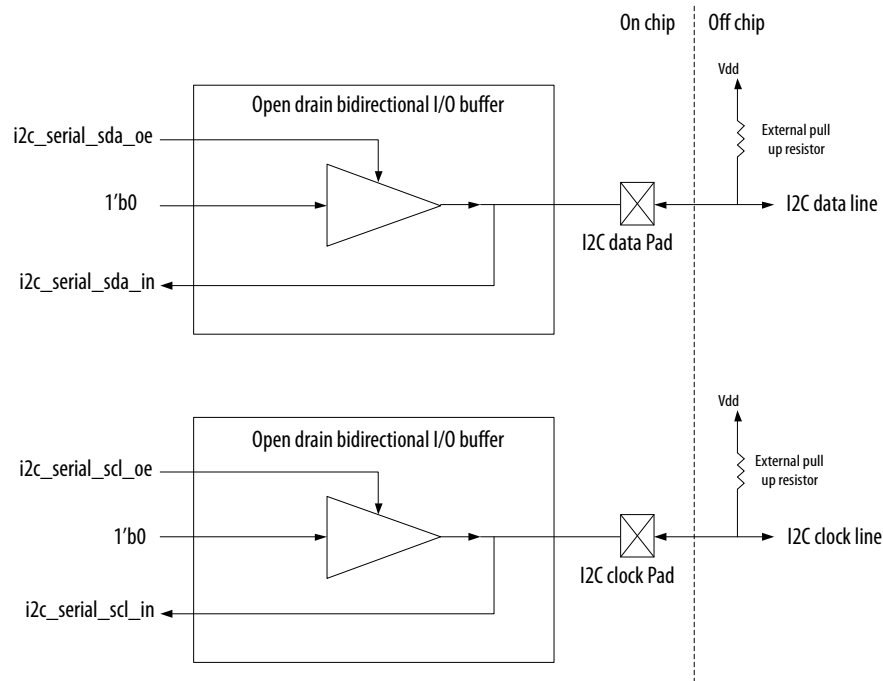 On chip
Off chip
Vdd
Open drain bidirectional I/O buffer
i2c_serial_sda_oe
External pull
up resistor
1'b0
I2C data line
I2C data Pad
i2c_serial_sda_in
Vdd
Open drain bidirectional I/O buffer
i2c_serial_scl_oe
External pull
up resistor
1'b0
I2C clock line
I2C clock Pad
i2c_serial_scl_in